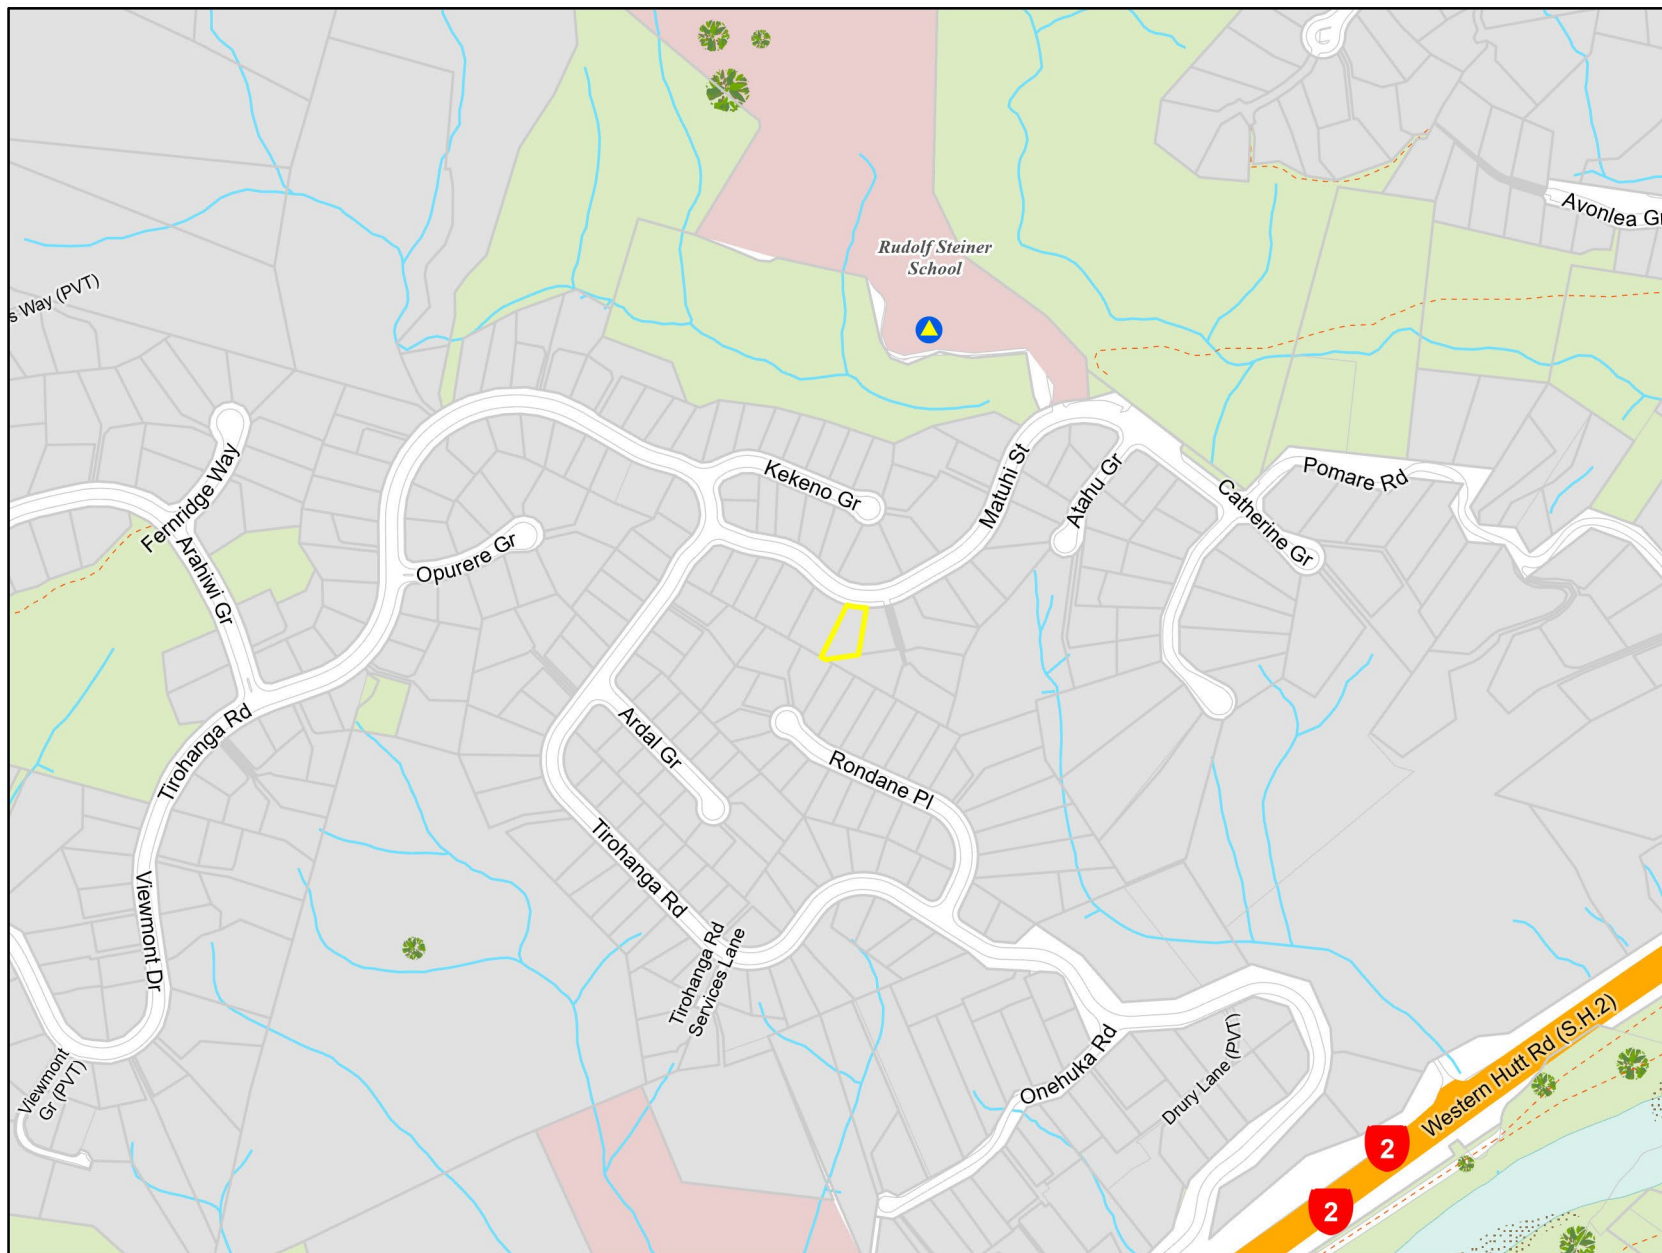 Rudolf Steiner
School
Avonlea Gr
s Way (PVT)
Fernridge Way
Arahiwi Gr
Opurere Gr
Kekeno Gr
Matuhi St
Atahu Gr
Catherine Gr
Pomare Rd
Tirohanga Rd
Ardal Gr
Rondane Pl
Tirohanga Rd
Viewmont Dr
Tirohanga Rd
Services Lane
Viewmont
Gr (PVT)
Onehuka Rd
Drury Lane (PVT)
Western Hutt Rd (S.H.2)
2
2